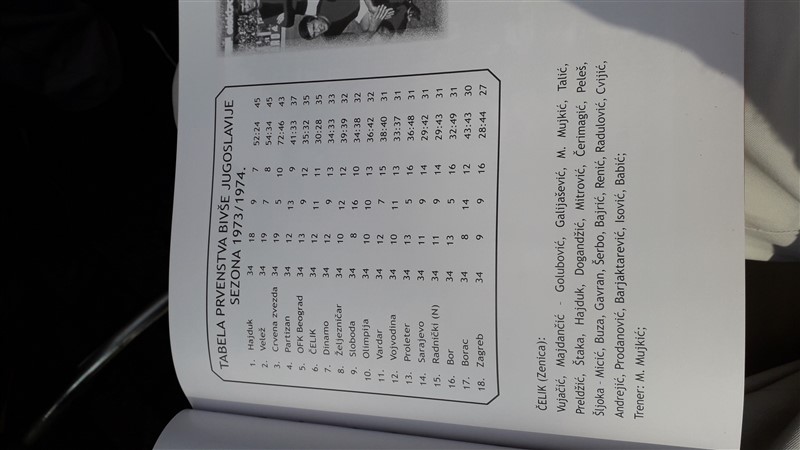 TABELA PRVENSTVA BIVŠE JUGOSLAVIJE
SEZONA 1973/1974.
1. Hajduk 34 18 9 7 52:24 45
2. Velež 34 19 7 8 54:34 45
3. Crvena zvezda 34 19 5 10 72:46 43
4. Partizan 34 12 13 9 41:33 37
5. OFK Beograd 34 13 9 12 35:32 35
6. ČELIK 34 12 11 11 30:28 35
7. Dinamo 34 12 9 13 34:33 33
8. Željezničar 34 10 12 12 39:39 32
9. Sloboda 34 8 16 10 34:38 32
10. Olimpija 34 10 10 13 36:42 32
11. Vardar 34 12 7 15 38:40 31
12. Vojvodina 34 10 11 13 33:37 31
13. Proleter 34 13 5 16 36:48 31
14. Sarajevo 34 11 9 14 29:42 31
15. Radnički (N) 34 11 9 14 29:43 31
16. Bor 34 13 5 16 32:49 31
17. Borac 34 8 14 12 43:43 30
18. Zagreb 34 9 9 16 28:44 27
ČELIK (Zenica):
Vujačić, Majdančić - Golubović, Galijašević, M. Mujkić, Talić,
Preldžić, Štaka, Hajduk, Dogandžić, Mitrović, Čerimagić, Peleš,
Šljoka - Micić, Buza, Gavran, Šerbo, Bajrić, Renić, Radulović, Cvijić,
Andrejić, Prodanović, Barjaktarević, Isović, Babić;
Trener: M. Mujkić;